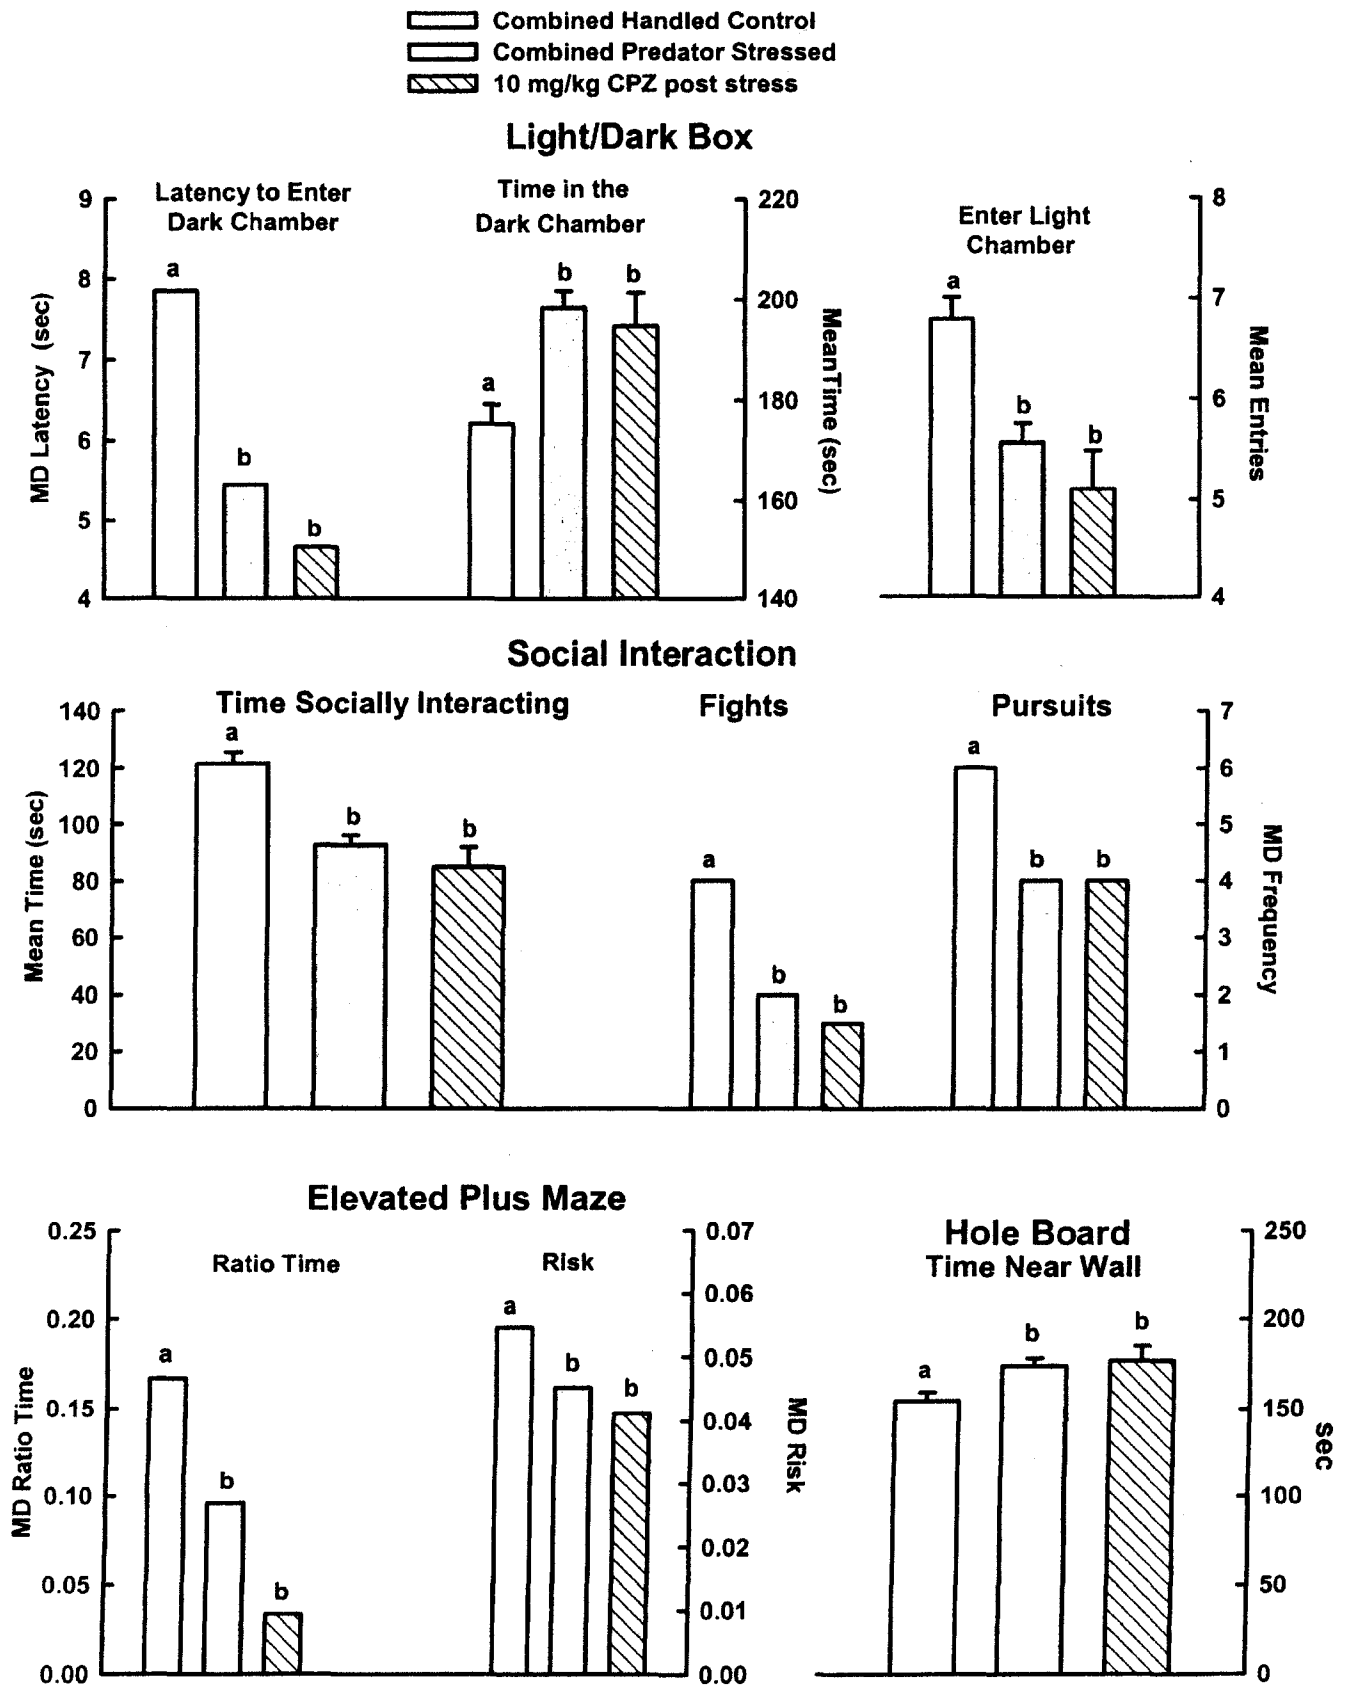 Combined Handled Control
Combined Predator Stressed
10 mg/kg CPZ post stress
Light/Dark Box
Latency to Enter
Dark Chamber
Time in the
Dark Chamber
Enter Light
Chamber
9
8
7
6
5
4
MD Latency (sec)
a
b
b
a
b
b
220
200
180
160
140
MeanTime (sec)
a
b
b
8
7
6
5
4
Mean Entries
Social Interaction
Time Socially Interacting
Fights
Pursuits
140
120
100
80
60
40
20
0
Mean Time (sec)
a
b
b
a
b
b
a
b
b
7
6
5
4
3
2
1
0
MD Frequency
Elevated Plus Maze
Ratio Time
Risk
0.25
0.20
0.15
0.10
0.05
0.00
MD Ratio Time
a
b
b
a
b
b
0.07
0.06
0.05
0.04
0.03
0.02
0.01
0.00
MD Risk
Hole Board
Time Near Wall
a
b
b
250
200
150
100
50
0
sec